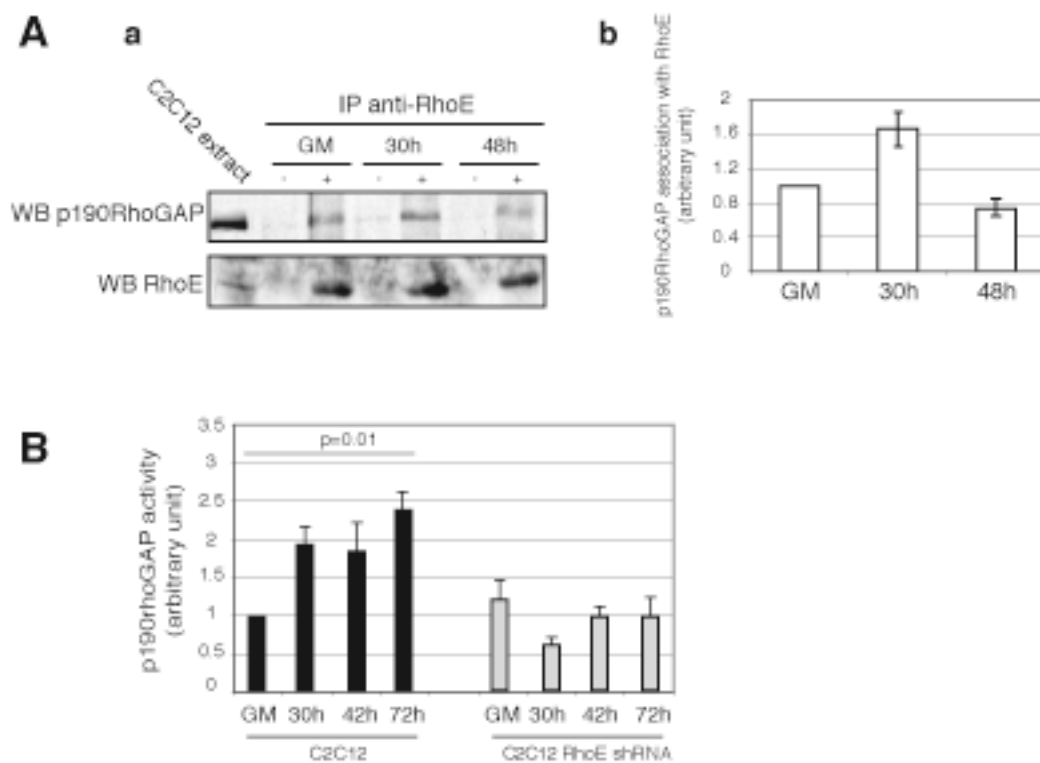 A
a
C2C12 extract
IP anti-RhoE
GM 30h 48h
- + - + - +
WB p190RhoGAP
WB RhoE
b
p190RhoGAP association with RhoE
(arbitrary unit)
2
1.6
1.2
0.8
0.4
0
GM 30h 48h
B
p190rhoGAP activity
(arbitrary unit)
3.5
3
2.5
2
1.5
1
0.5
0
p=0.01
GM 30h 42h 72h GM 30h 42h 72h
C2C12 C2C12 RhoE shRNA